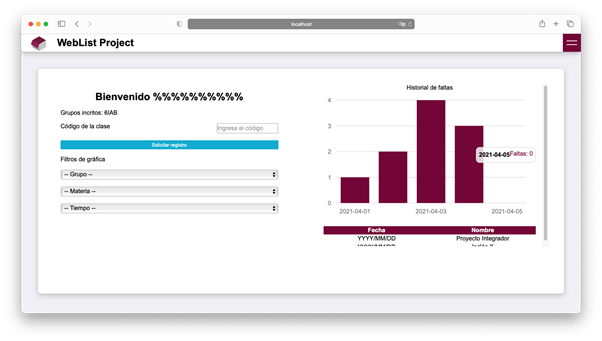 localhost
WebList Project
Bienvenido %%%%%%%%%%
Grupos incritos: 6IAB
Código de la clase
Ingresa el código
Solicitar registro
Filtros de gráfica
-- Grupo --
-- Materia --
-- Tiempo --
Historial de faltas
4
3
2
1
0
2021-04-05 Faltas: 0
2021-04-01 2021-04-03 2021-04-05
Fecha Nombre
YYYY/MM/DD Proyecto Integrador